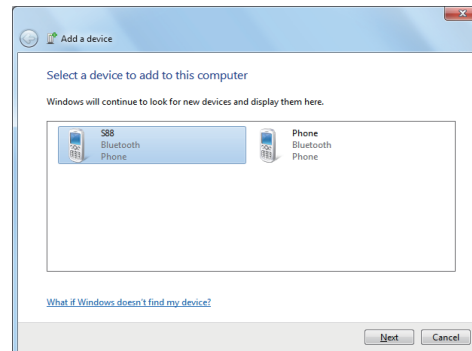 Add a device
Select a device to add to this computer
Windows will continue to look for new devices and display them here.
S88
Bluetooth
Phone
Phone
Bluetooth
Phone
What if Windows doesn't find my device?
Next
Cancel